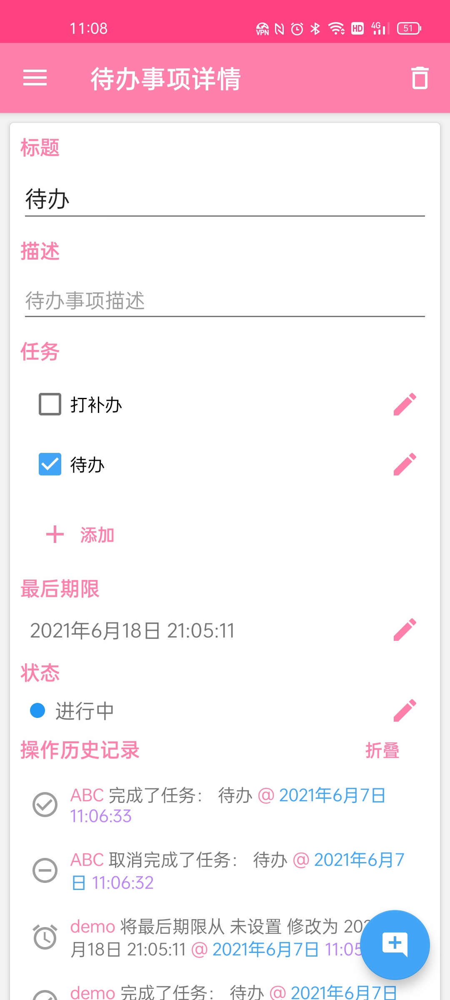 11:08 VPN HD 4G 51
待办事项详情
标题
待办
描述
待办事项描述
任务
打补办
待办
添加
最后期限
2021年6月18日 21:05:11
状态
进行中
操作历史记录 折叠
ABC 完成了任务： 待办 @ 2021年6月7日
11:06:33
ABC 取消完成了任务： 待办 @ 2021年6月7
日 11:06:32
demo 将最后期限从 未设置 修改为 202
月18日 21:05:11 @ 2021年6月7日 11:05
demo 完成了任务： 待办 @ 2021年6月7日